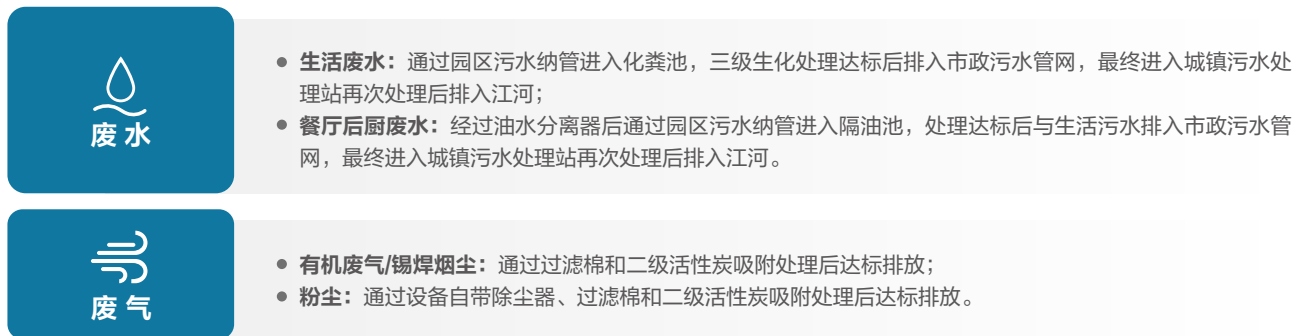 废水
● 生活废水：通过园区污水纳管进入化粪池，三级生化处理达标后排入市政污水管网，最终进入城镇污水处
理站再次处理后排入江河；
● 餐厅后厨废水：经过油水分离器后通过园区污水纳管进入隔油池，处理达标后与生活污水排入市政污水管
网，最终进入城镇污水处理站再次处理后排入江河。
废气
● 有机废气/锡焊烟尘：通过过滤棉和二级活性炭吸附处理后达标排放；
● 粉尘：通过设备自带除尘器、过滤棉和二级活性炭吸附处理后达标排放。